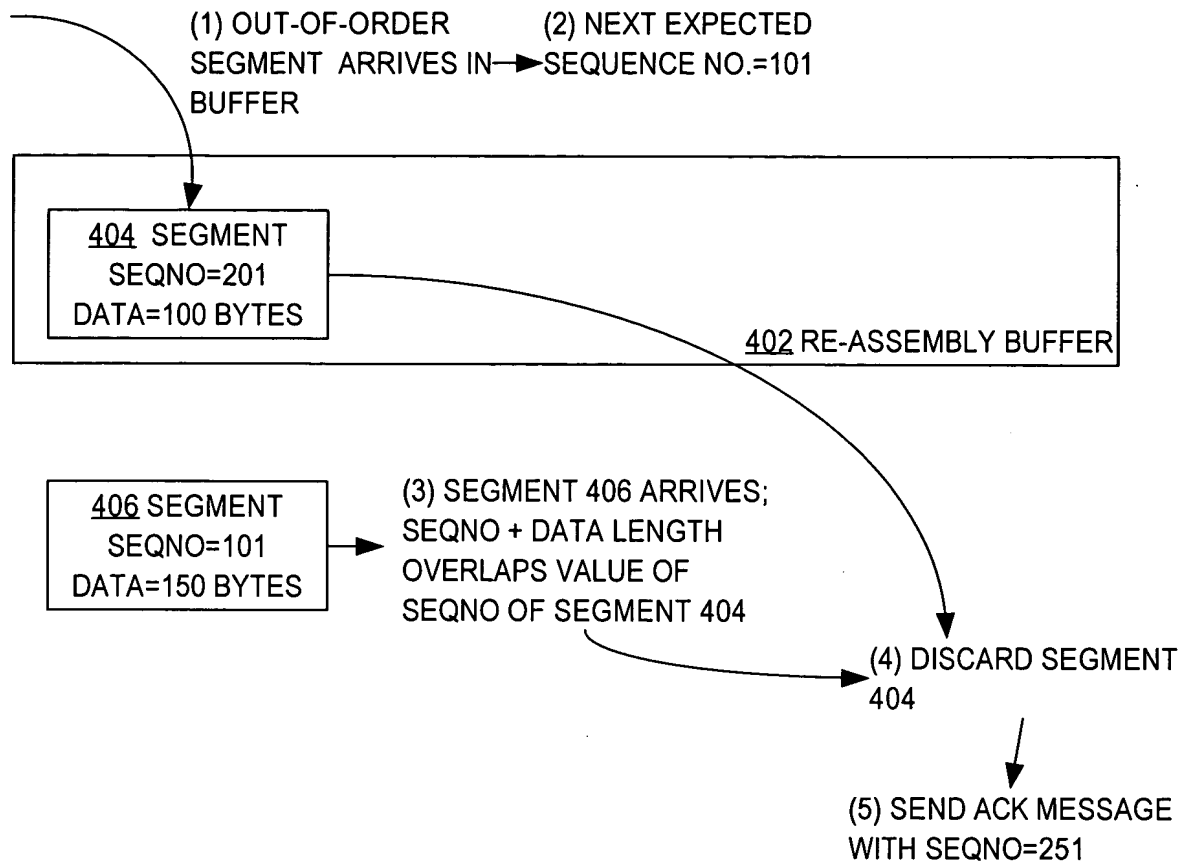 (1) OUT-OF-ORDER
SEGMENT ARRIVES IN
BUFFER
(2) NEXT EXPECTED
SEQUENCE NO.=101
404 SEGMENT
SEQNO=201
DATA=100 BYTES
402 RE-ASSEMBLY BUFFER
406 SEGMENT
SEQNO=101
DATA=150 BYTES
(3) SEGMENT 406 ARRIVES;
SEQNO + DATA LENGTH
OVERLAPS VALUE OF
SEQNO OF SEGMENT 404
(4) DISCARD SEGMENT
404
(5) SEND ACK MESSAGE
WITH SEQNO=251